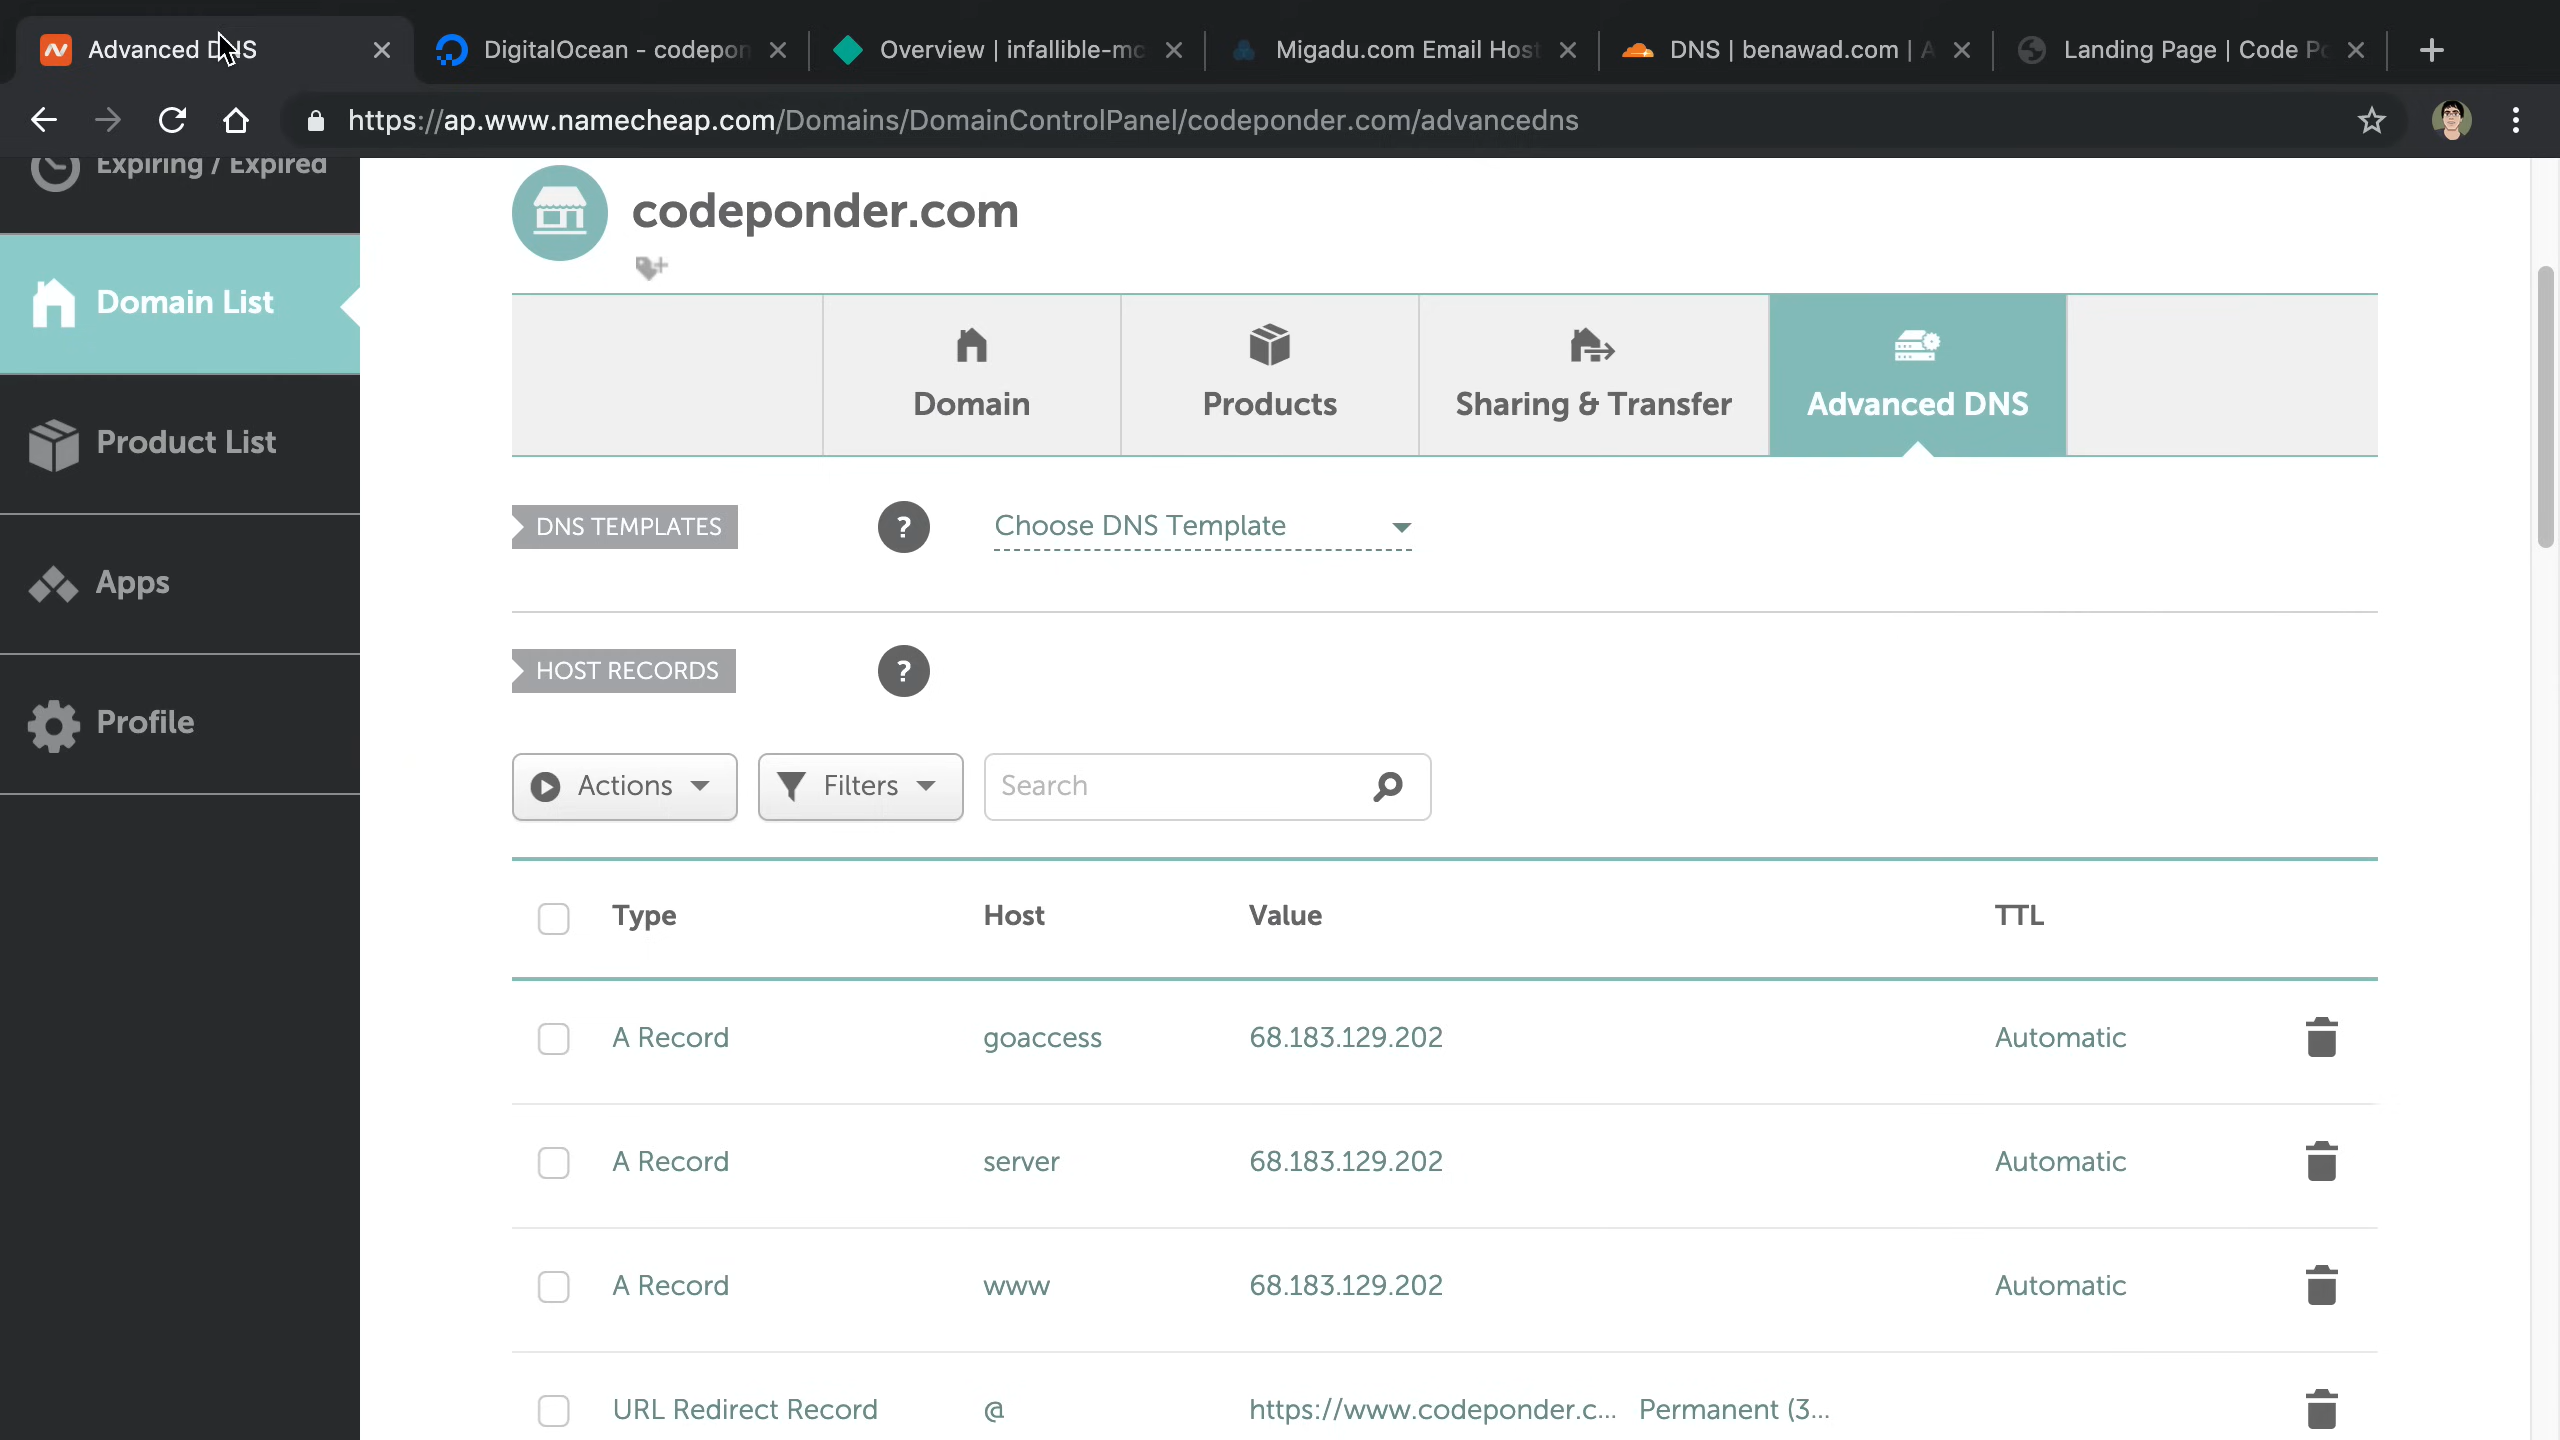 Advanced DNS
DigitalOcean - codepon
Overview | infallible-mc
Migadu.com Email Host
DNS | benawad.com | A
Landing Page | Code Po
https://ap.www.namecheap.com/Domains/DomainControlPanel/codeponder.com/advancedns
Expiring / Expired
Domain List
Product List
Apps
Profile
codeponder.com
Domain
Products
Sharing & Transfer
Advanced DNS
DNS TEMPLATES
?
Choose DNS Template
HOST RECORDS
?
Actions
Filters
Search
Type Host Value TTL
A Record goaccess 68.183.129.202 Automatic
A Record server 68.183.129.202 Automatic
A Record www 68.183.129.202 Automatic
URL Redirect Record @ https://www.codeponder.c... Permanent (3...